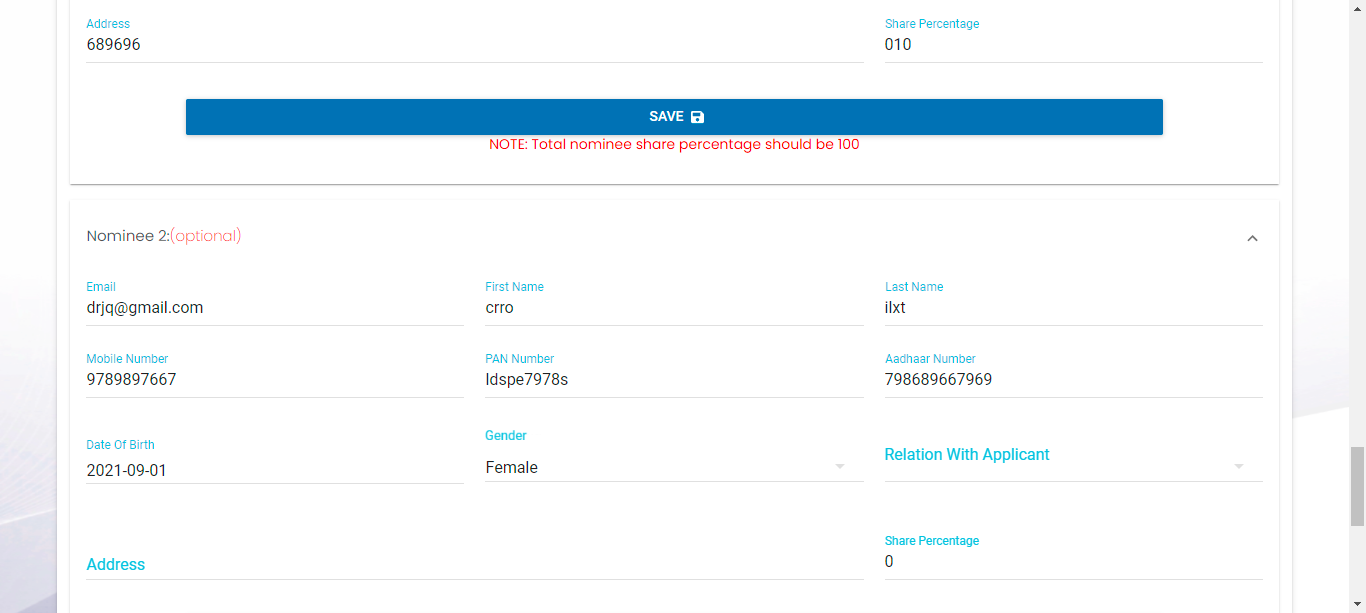 Address Share Percentage
689696 010
SAVE
NOTE: Total nominee share percentage should be 100
Nominee 2:(optional)
Email First Name Last Name
drjq@gmail.com crro ilxt
Mobile Number PAN Number Aadhaar Number
9789897667 ldspe7978s 798689667969
Date Of Birth Gender Relation With Applicant
2021-09-01 Female
Address Share Percentage
0